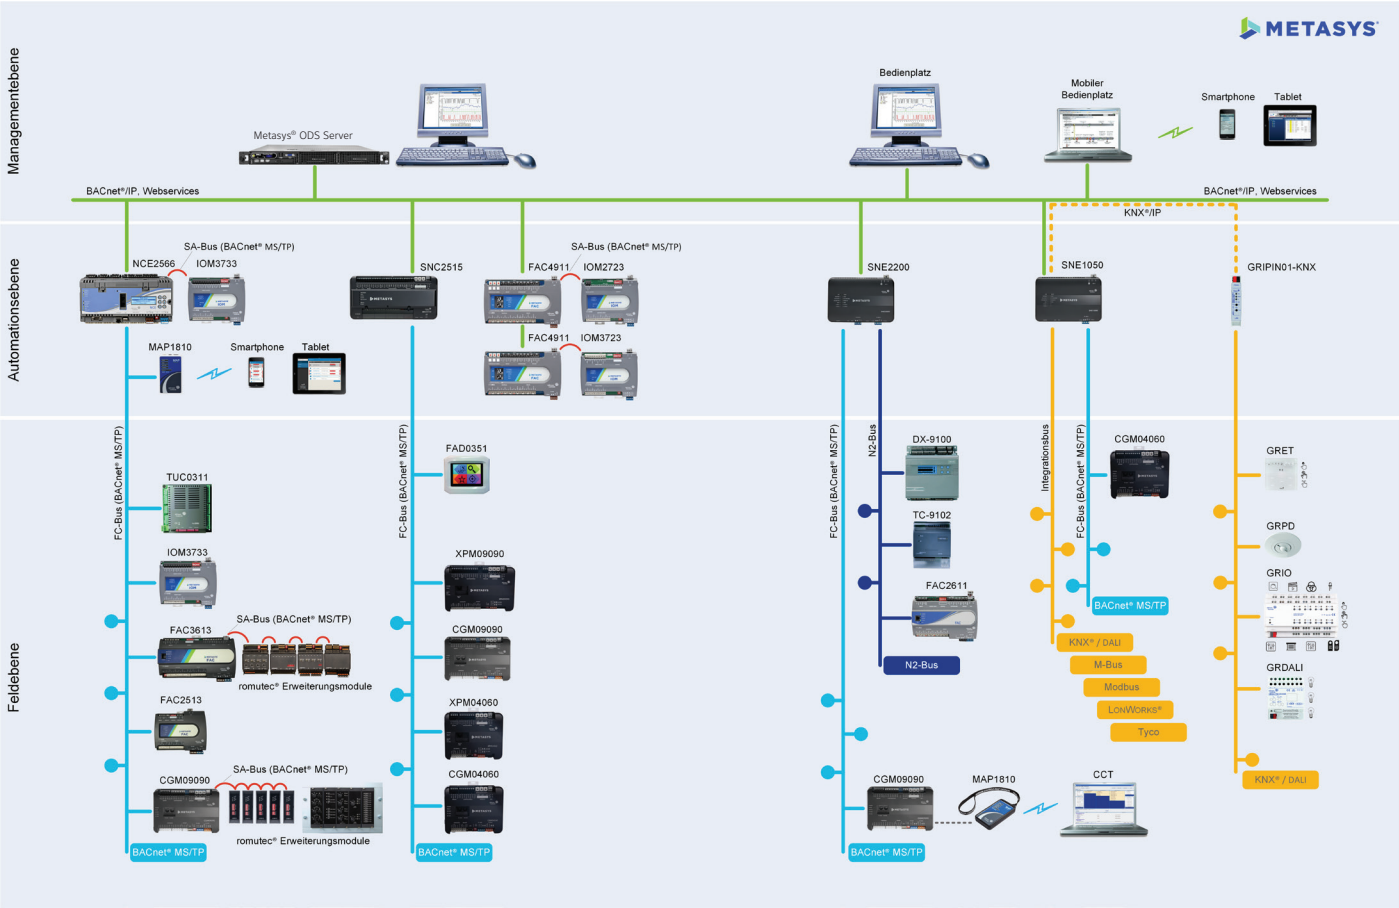 METASYS®
Managementebene
Metasys® ODS Server
Bedienplatz
Mobiler
Bedienplatz
Smartphone
Tablet
BACnet®/IP, Webservices
BACnet®/IP, Webservices
KNX®/IP
Automationsebene
SA-Bus (BACnet® MS/TP)
NCE2566
IOM3733
SNC2515
SA-Bus (BACnet® MS/TP)
FAC4911
IOM2723
FAC4911
IOM3723
SNE2200
SNE1050
GRIPIN01-KNX
MAP1810
Smartphone
Tablet
Feldebene
FC-Bus (BACnet® MS/TP)
TUC0311
IOM3733
SA-Bus (BACnet® MS/TP)
FAC3613
romutec® Erweiterungsmodule
FAC2513
SA-Bus (BACnet® MS/TP)
CGM09090
romutec® Erweiterungsmodule
BACnet® MS/TP
FC-Bus (BACnet® MS/TP)
FAD0351
XPM09090
CGM09090
XPM04060
CGM04060
BACnet® MS/TP
FC-Bus (BACnet® MS/TP)
N2-Bus
DX-9100
TC-9102
FAC2611
N2-Bus
CGM09090
MAP1810
CCT
BACnet® MS/TP
Integrationsbus
FC-Bus (BACnet® MS/TP)
CGM04060
BACnet® MS/TP
KNX® / DALI
M-Bus
Modbus
LONWORKS®
Tyco
GRET
GRPD
GRIO
GRDALI
KNX® / DALI